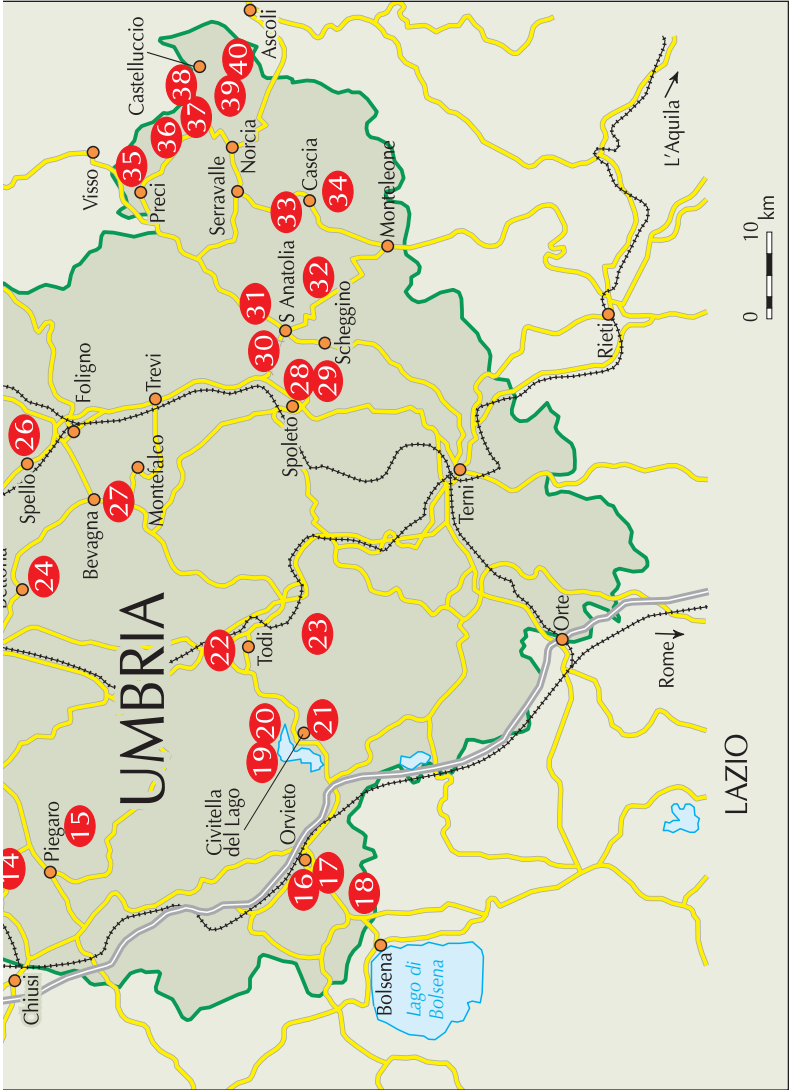 Chiusi
14
24
Spello
26
Piegaro
15
Bevagna
27
Foligno
Visso
35
UMBRIA
Montefalco
Trevi
Preci
36
Castelluccio
38
37
22
Todi
Serravalle
Norcia
39
40
Civitella
del Lago
19
20
30
31
Ascoli
Orvieto
16
17
21
23
Spoleto
28
29
S Anatolia
32
33
Cascia
34
18
Scheggino
Bolsena
Monteleone
Lago di
Bolsena
Terni
Orte
Rieti
Rome
L'Aquila
LAZIO
0
10
km